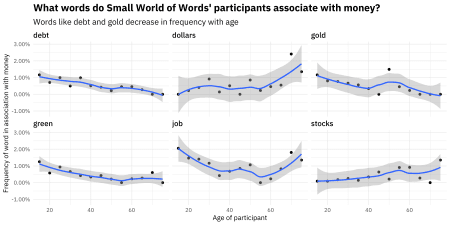 What words do Small World of Words' participants associate with money?
Words like debt and gold decrease in frequency with age
debt dollars gold
3.00%
2.00%
1.00%
0.00%
-1.00%
green job stocks
3.00%
2.00%
1.00%
0.00%
-1.00%
20 40 60 20 40 60 20 40 60
Age of participant
Frequency of word in association with money